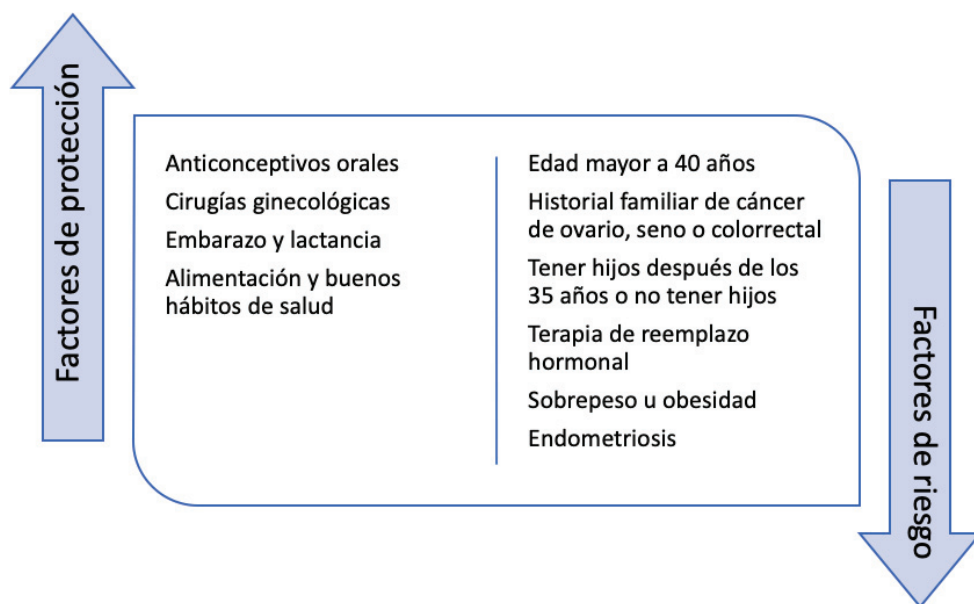 Factores de protección
Anticonceptivos orales
Cirugías ginecológicas
Embarazo y lactancia
Alimentación y buenos
hábitos de salud
Edad mayor a 40 años
Historial familiar de cáncer
de ovario, seno o colorrectal
Tener hijos después de los
35 años o no tener hijos
Terapia de reemplazo
hormonal
Sobrepeso u obesidad
Endometriosis
Factores de riesgo